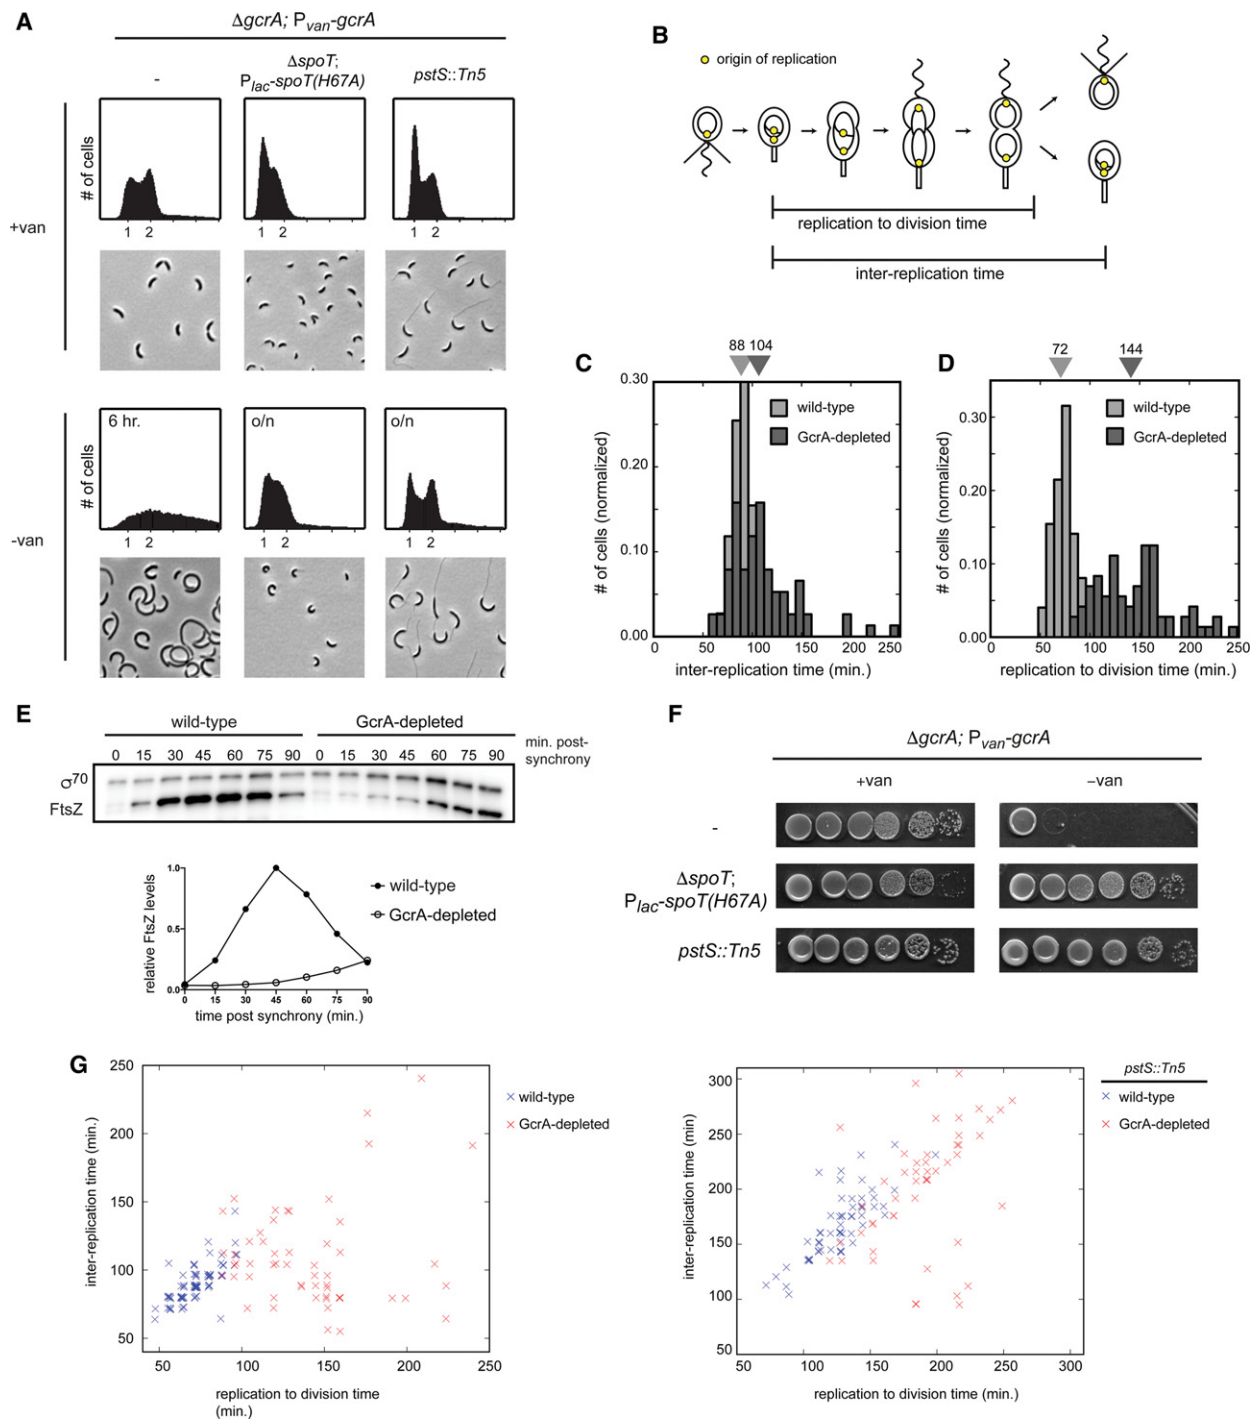 A
ΔgcrA; Pvan-gcrA
-
ΔspoT;
Plac-spoT(H67A)
pstS::Tn5
+van
# of cells
1 2
1 2
1 2
-van
# of cells
6 hr.
o/n
o/n
1 2
1 2
1 2
B
origin of replication
replication to division time
inter-replication time
C
88 104
0.30
0.20
0.10
0.00
# of cells (normalized)
wild-type
GcrA-depleted
0 50 100 150 200 250
inter-replication time (min.)
D
72 144
0.30
0.20
0.10
0.00
# of cells (normalized)
wild-type
GcrA-depleted
0 50 100 150 200 250
replication to division time (min.)
E
wild-type GcrA-depleted
0 15 30 45 60 75 90 0 15 30 45 60 75 90
min. post-
synchrony
σ70
FtsZ
relative FtsZ levels
1.0
0.5
0.0
0 15 30 45 60 75 90
time post synchrony (min.)
wild-type
GcrA-depleted
F
ΔgcrA; Pvan-gcrA
+van –van
-
ΔspoT;
Plac-spoT(H67A)
pstS::Tn5
G
250
200
150
100
50
inter-replication time (min.)
50 100 150 200 250
replication to division time
(min.)
wild-type
GcrA-depleted
300
250
200
150
100
50
inter-replication time (min)
50 100 150 200 250 300
replication to division time (min.)
pstS::Tn5
wild-type
GcrA-depleted